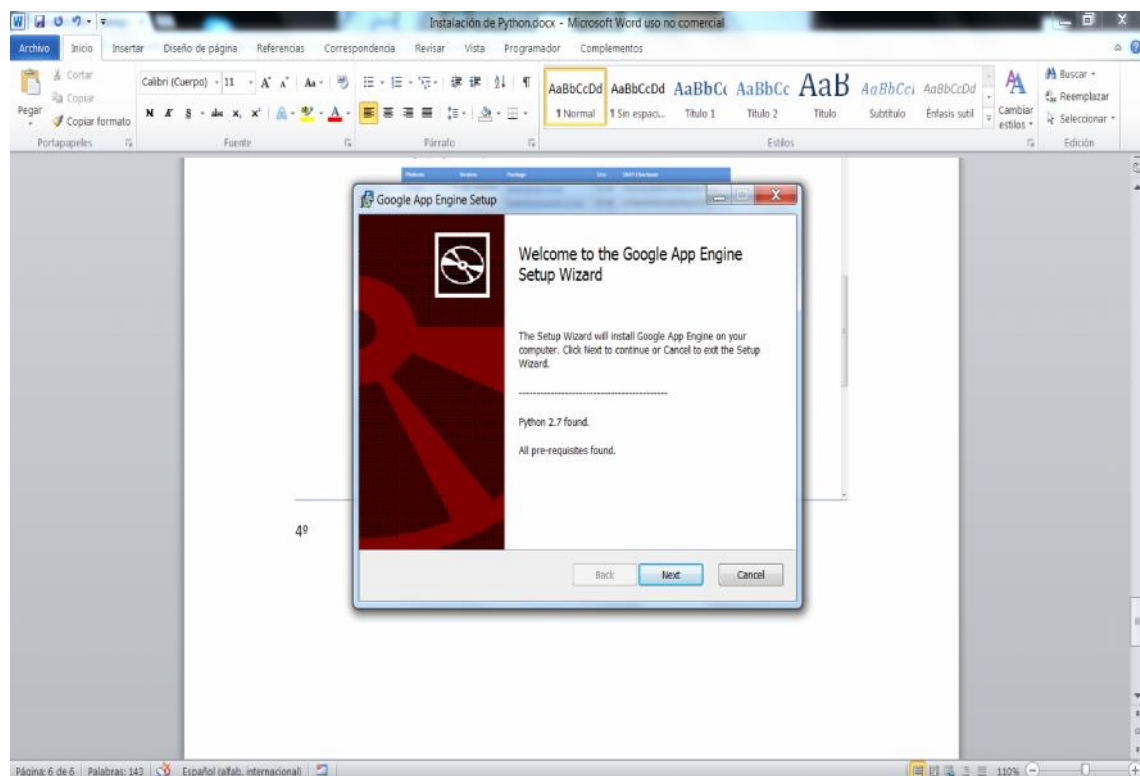 Instalación de Python.docx - Microsoft Word uso no comercial
Archivo Inicio Insertar Diseño de página Referencias Correspondencia Revisar Vista Programador Complementos
Pegar
Cortar
Copiar
Copiar formato
Portapapeles
Calibri (Cuerpo) 11
N K S abc x, x²
Fuente
Párrafo
AaBbCcDd AaBbCcDd AaBbCc AaBbCc AaB AaBbCcI AaBbCcDd
¶ Normal ¶ Sin espaci... Título 1 Título 2 Título Subtítulo Énfasis sutil
Estilos
Cambiar estilos
Buscar
Reemplazar
Seleccionar
Edición
Google App Engine Setup
Welcome to the Google App Engine
Setup Wizard
The Setup Wizard will install Google App Engine on your
computer. Click Next to continue or Cancel to exit the Setup
Wizard.
Python 2.7 found.
All pre-requisites found.
Back Next Cancel
4º
Página: 6 de 6 Palabras: 143 Español (alfab. internacional) 110%